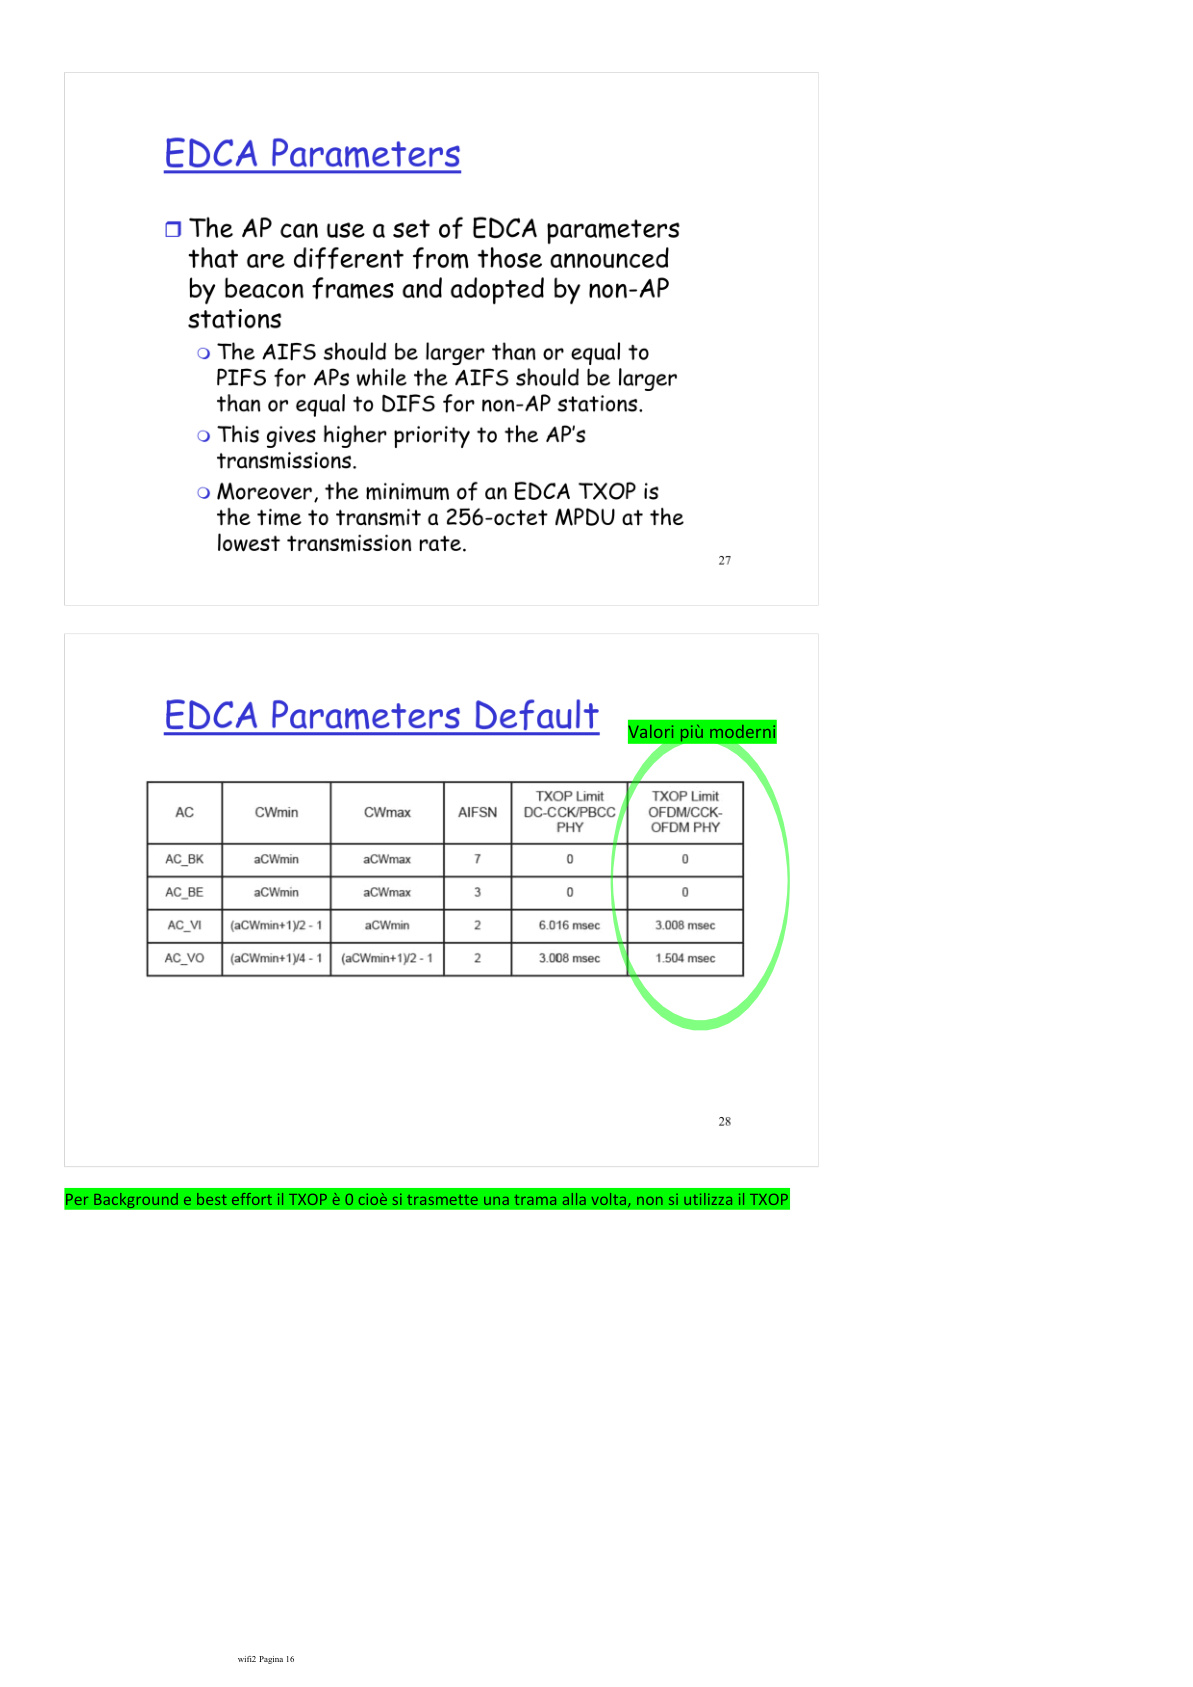 EDCA Parameters
The AP can use a set of EDCA parameters
that are different from those announced
by beacon frames and adopted by non-AP
stations
The AIFS should be larger than or equal to
PIFS for APs while the AIFS should be larger
than or equal to DIFS for non-AP stations.
This gives higher priority to the AP's
transmissions.
Moreover, the minimum of an EDCA TXOP is
the time to transmit a 256-octet MPDU at the
lowest transmission rate.
27
EDCA Parameters Default
Valori più moderni
AC CWmin CWmax AIFSN TXOP Limit DC-CCK/PBCC PHY TXOP Limit OFDM/CCK-OFDM PHY
AC_BK aCWmin aCWmax 7 0 0
AC_BE aCWmin aCWmax 3 0 0
AC_VI (aCWmin+1)/2 - 1 aCWmin 2 6.016 msec 3.008 msec
AC_VO (aCWmin+1)/4 - 1 (aCWmin+1)/2 - 1 2 3.008 msec 1.504 msec
28
Per Background e best effort il TXOP è 0 cioè si trasmette una trama alla volta, non si utilizza il TXOP
wifi2 Pagina 16